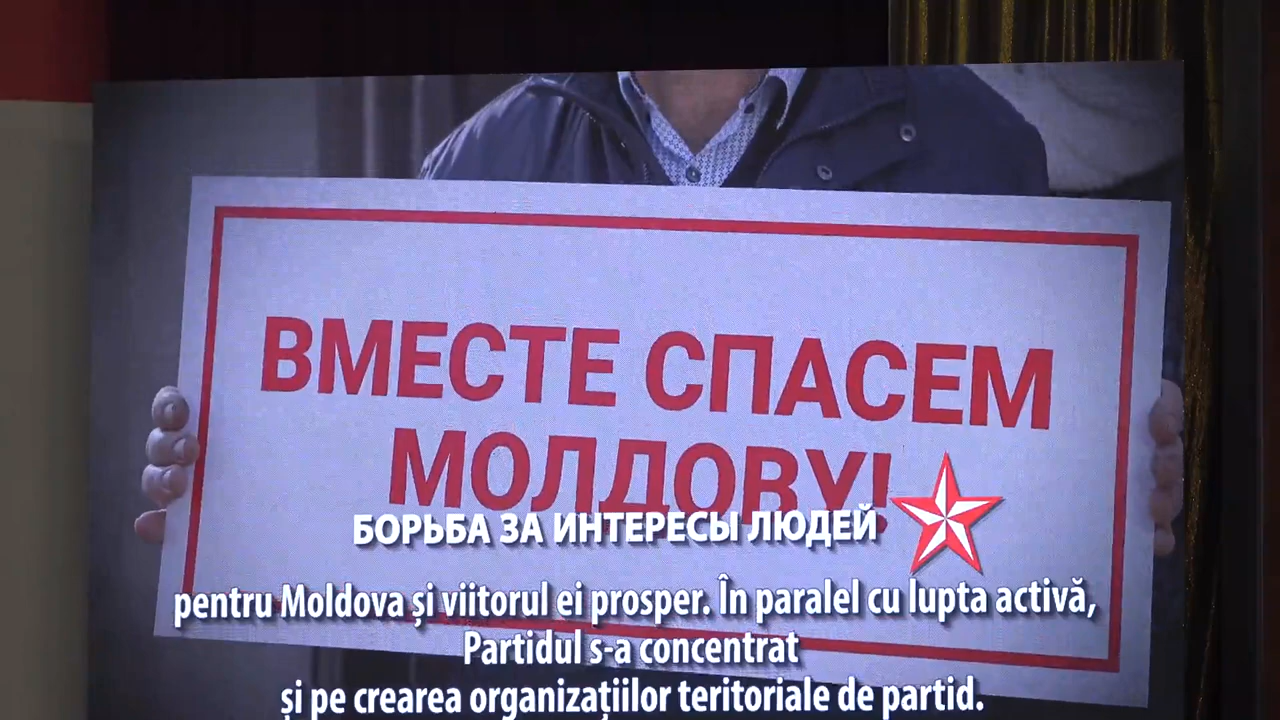 ВМЕСТЕ СПАСЕМ
МОЛДОВУ!
БОРЬБА ЗА ИНТЕРЕСЫ ЛЮДЕЙ
pentru Moldova și viitorul ei prosper. În paralel cu lupta activă,
Partidul s-a concentrat
și pe crearea organizațiilor teritoriale de partid.